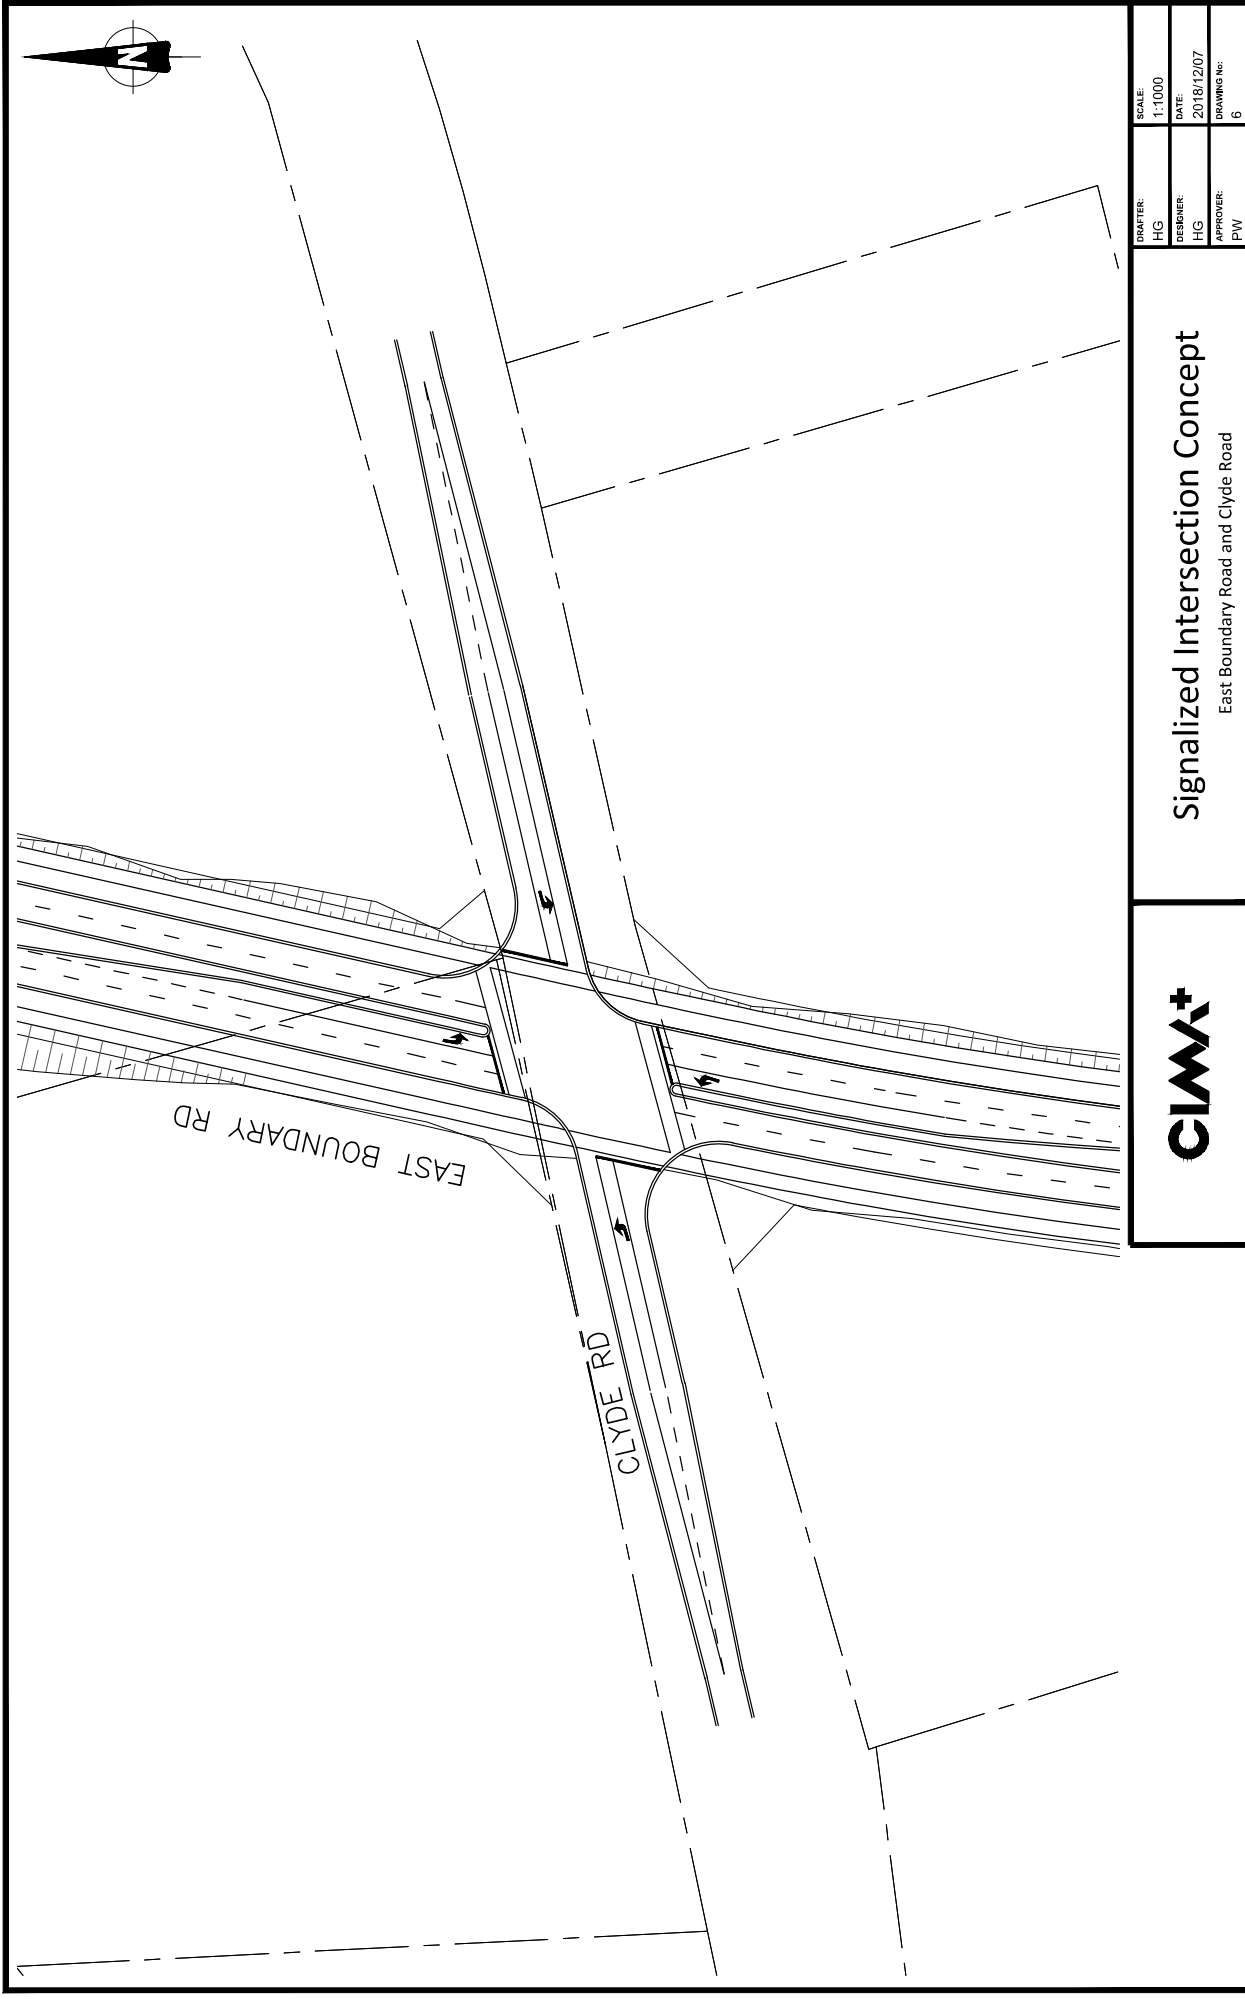 N
EAST BOUNDARY RD
CLYDE RD
CIMA+
Signalized Intersection Concept
East Boundary Road and Clyde Road
DRAFTER:
HG
SCALE:
1:1000
DESIGNER:
HG
DATE:
2018/12/07
APPROVER:
PW
DRAWING No:
6